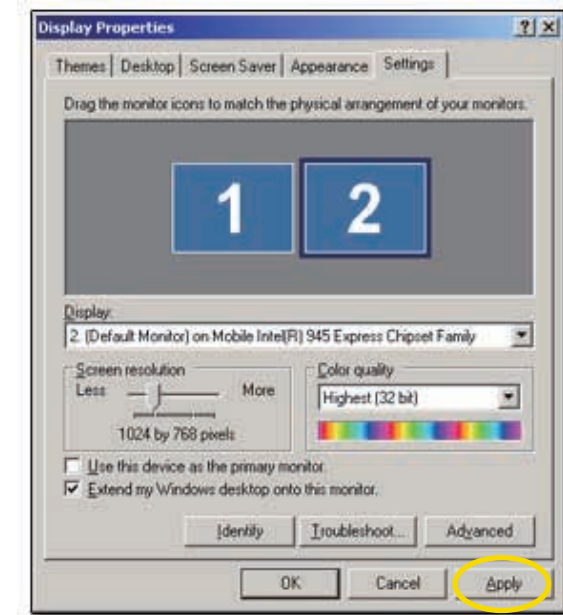 Display Properties
? ×
Themes Desktop Screen Saver Appearance Settings
Drag the monitor icons to match the physical arrangement of your monitors.
1 2
Display:
2. (Default Monitor) on Mobile Intel(R) 945 Express Chipset Family
Screen resolution
Less More
1024 by 768 pixels
Color quality
Highest (32 bit)
Use this device as the primary monitor.
Extend my Windows desktop onto this monitor.
Identify Troubleshoot... Advanced
OK Cancel Apply